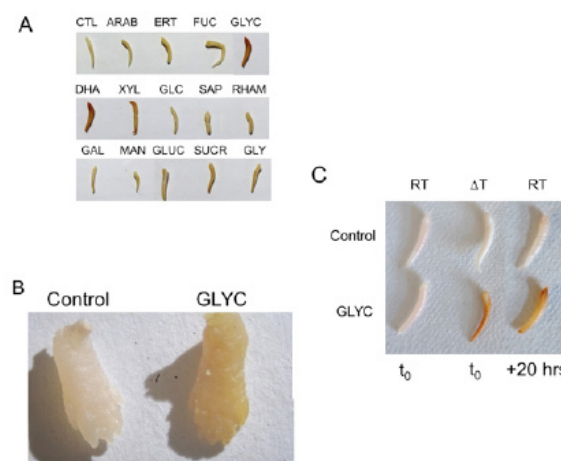 A
CTL ARAB ERT FUC GLYC
DHA XYL GLC SAP RHAM
GAL MAN GLUC SUCR GLY
C
RT ΔT RT
Control
GLYC
t0 t0 +20 hrs
B
Control GLYC